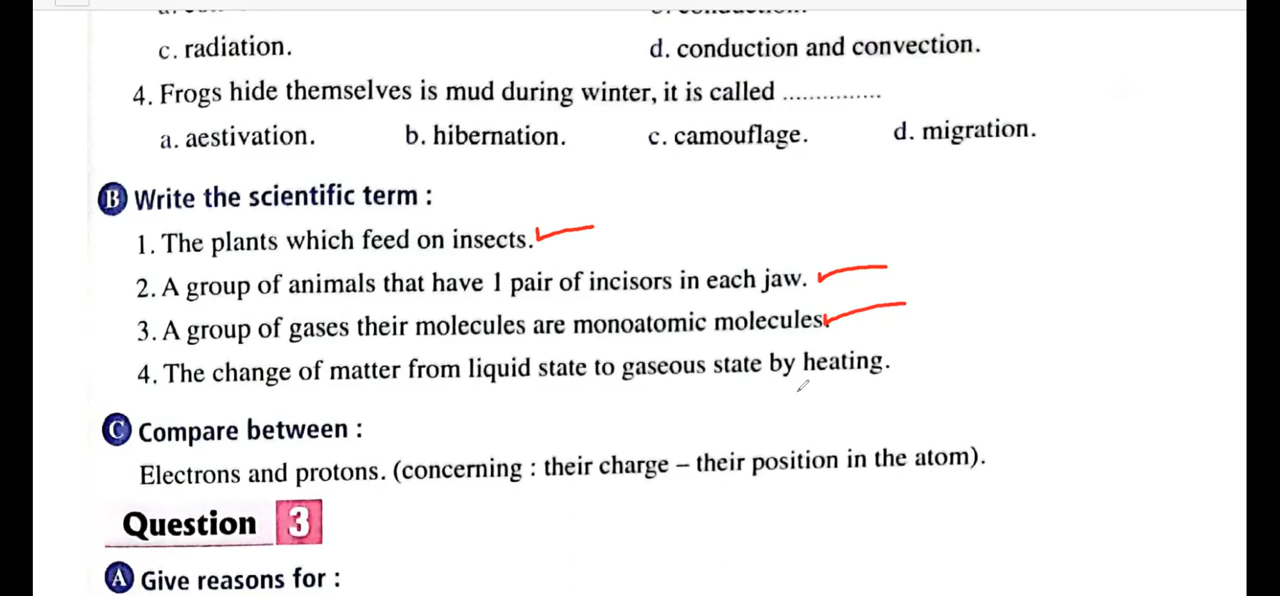 c. radiation. d. conduction and convection.
4. Frogs hide themselves is mud during winter, it is called ...............
a. aestivation. b. hibernation. c. camouflage. d. migration.
B Write the scientific term :
1. The plants which feed on insects.
2. A group of animals that have 1 pair of incisors in each jaw.
3. A group of gases their molecules are monoatomic molecules.
4. The change of matter from liquid state to gaseous state by heating.
C Compare between :
Electrons and protons. (concerning : their charge – their position in the atom).
Question 3
A Give reasons for :